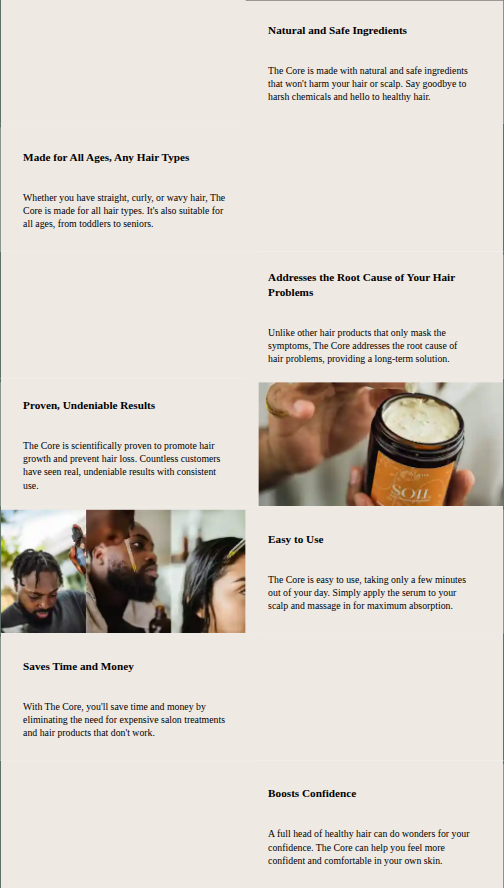 Natural and Safe Ingredients
The Core is made with natural and safe ingredients
that won't harm your hair or scalp. Say goodbye to
harsh chemicals and hello to healthy hair.
Made for All Ages, Any Hair Types
Whether you have straight, curly, or wavy hair, The
Core is made for all hair types. It's also suitable for
all ages, from toddlers to seniors.
Addresses the Root Cause of Your Hair
Problems
Unlike other hair products that only mask the
symptoms, The Core addresses the root cause of
hair problems, providing a long-term solution.
Proven, Undeniable Results
The Core is scientifically proven to promote hair
growth and prevent hair loss. Countless customers
have seen real, undeniable results with consistent
use.
SOIL
Easy to Use
The Core is easy to use, taking only a few minutes
out of your day. Simply apply the serum to your
scalp and massage in for maximum absorption.
Saves Time and Money
With The Core, you'll save time and money by
eliminating the need for expensive salon treatments
and hair products that don't work.
Boosts Confidence
A full head of healthy hair can do wonders for your
confidence. The Core can help you feel more
confident and comfortable in your own skin.